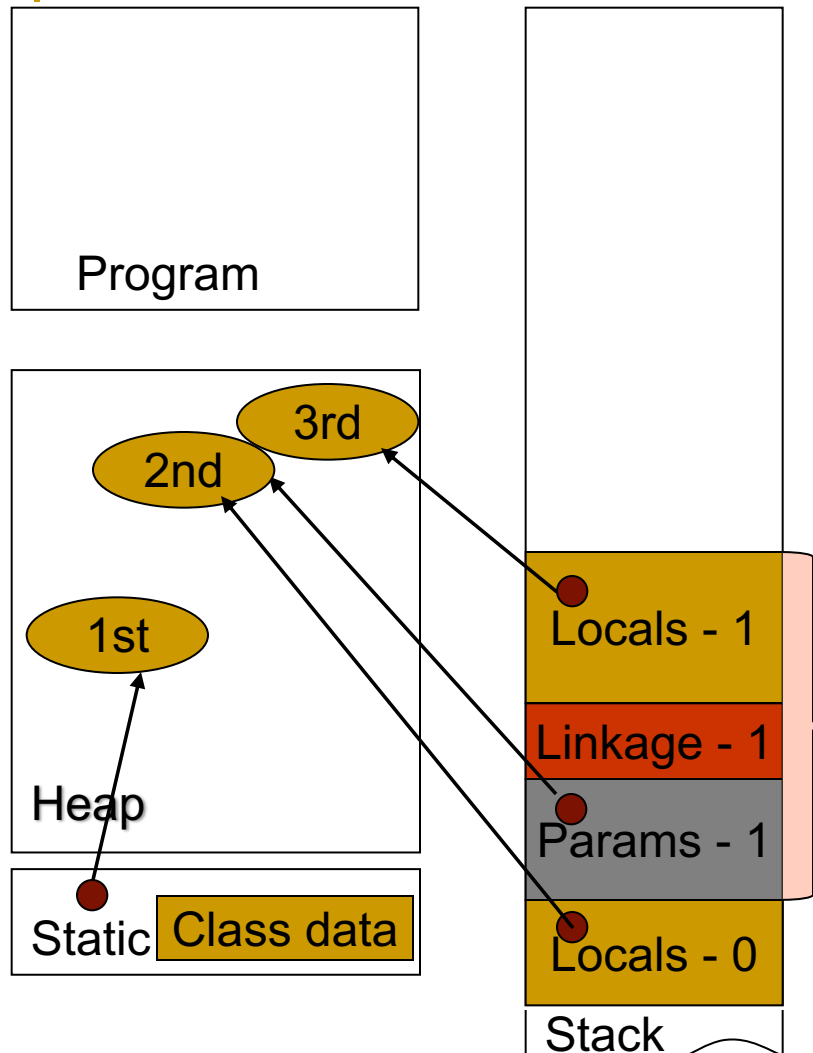 Program
3rd
2nd
1st
Heap
Static
Class data
Locals - 1
Linkage - 1
Params - 1
Locals - 0
Stack